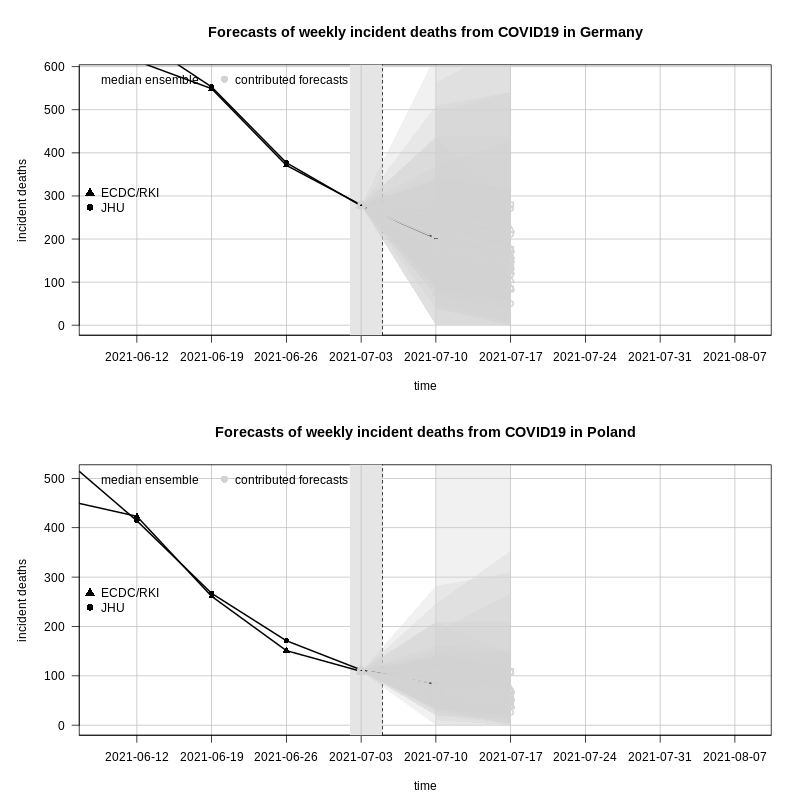 Forecasts of weekly incident deaths from COVID19 in Germany
600
median ensemble contributed forecasts
500
400
300
ECDC/RKI
JHU
200
100
0
incident deaths
2021-06-12 2021-06-19 2021-06-26 2021-07-03 2021-07-10 2021-07-17 2021-07-24 2021-07-31 2021-08-07
time
Forecasts of weekly incident deaths from COVID19 in Poland
500
median ensemble contributed forecasts
400
300
ECDC/RKI
JHU
200
100
0
incident deaths
2021-06-12 2021-06-19 2021-06-26 2021-07-03 2021-07-10 2021-07-17 2021-07-24 2021-07-31 2021-08-07
time